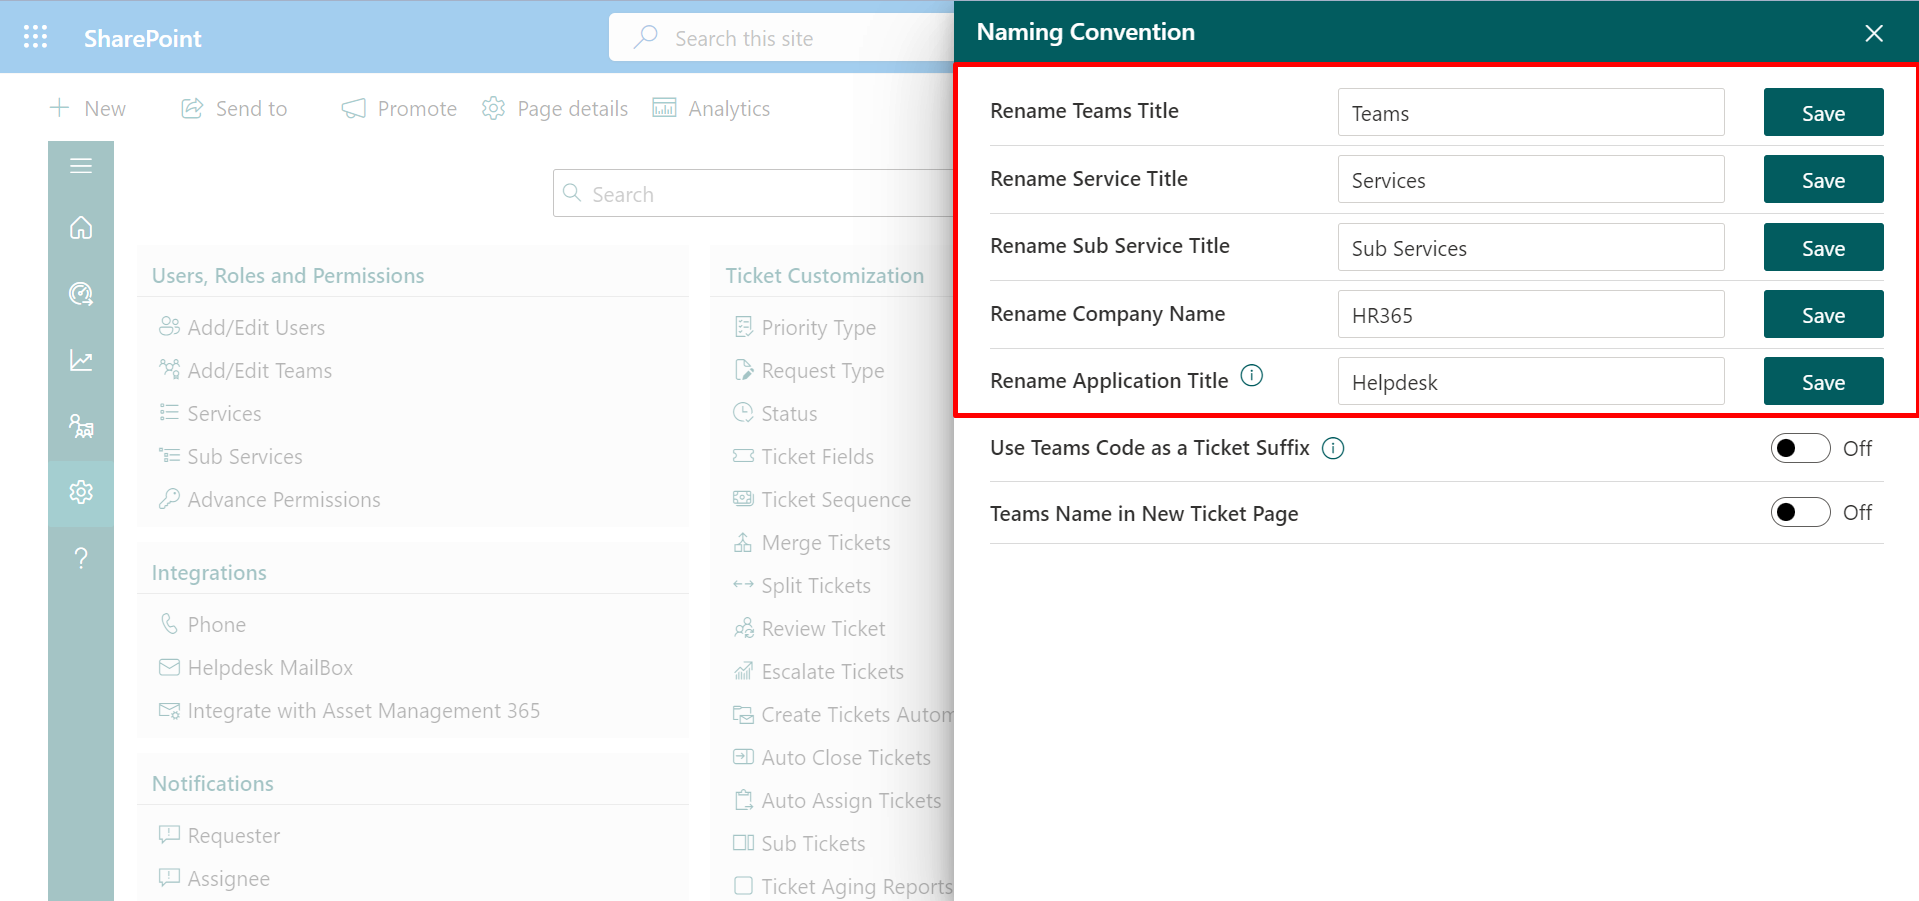 SharePoint
Search this site
New
Send to
Promote
Page details
Analytics
Search
Users, Roles and Permissions
Add/Edit Users
Add/Edit Teams
Services
Sub Services
Advance Permissions
Integrations
Phone
Helpdesk MailBox
Integrate with Asset Management 365
Notifications
Requester
Assignee
Ticket Customization
Priority Type
Request Type
Status
Ticket Fields
Ticket Sequence
Merge Tickets
Split Tickets
Review Ticket
Escalate Tickets
Create Tickets Autom
Auto Close Tickets
Auto Assign Tickets
Sub Tickets
Ticket Aging Reports
Naming Convention
Rename Teams Title Teams Save
Rename Service Title Services Save
Rename Sub Service Title Sub Services Save
Rename Company Name HR365 Save
Rename Application Title Helpdesk Save
Use Teams Code as a Ticket Suffix Off
Teams Name in New Ticket Page Off